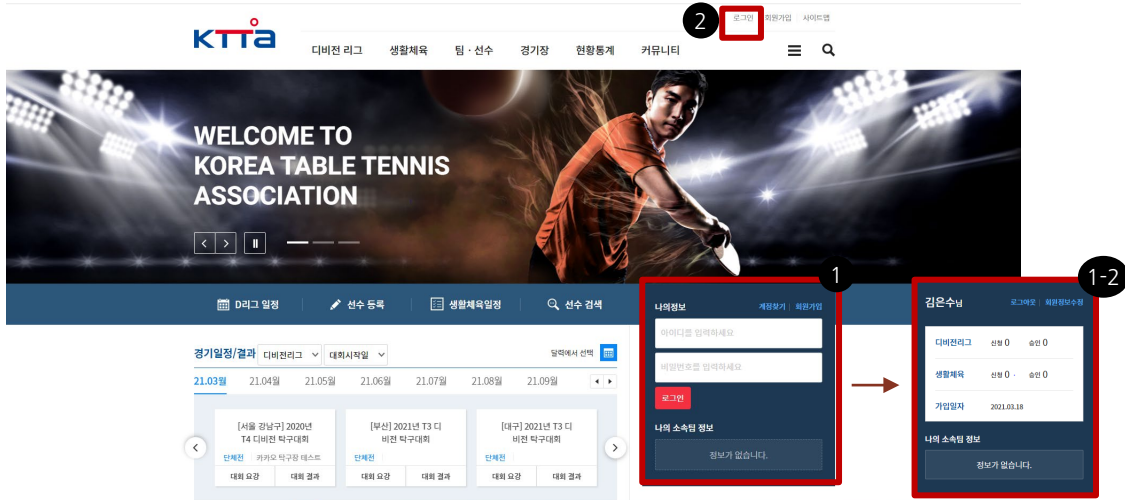 2
로그인 회원가입 사이트맵
KTTa
디비전 리그 생활체육 팀 · 선수 경기장 현황통계 커뮤니티
WELCOME TO
KOREA TABLE TENNIS
ASSOCIATION
D리그 일정 선수 등록 생활체육일정 선수 검색
경기일정/결과 디비전리그 대회시작일 달력에서 선택
21.03월 21.04월 21.05월 21.06월 21.07월 21.08월 21.09월
[서울 강남구] 2020년
T4 디비전 탁구대회
단체전 카카오 탁구장 테스트
대회 요강 대회 결과
[부산] 2021년 T3 디
비전 탁구대회
단체전
대회 요강 대회 결과
[대구] 2021년 T3 디
비전 탁구대회
단체전
대회 요강 대회 결과
1
나의정보 계정찾기 | 회원가입
아이디를 입력하세요
비밀번호를 입력하세요
로그인
나의 소속팀 정보
정보가 없습니다.
1-2
김은수님 로그아웃 | 회원정보수정
디비전리그 신청 0 승인 0
생활체육 신청 0 · 승인 0
가입일자 2021.03.18
나의 소속팀 정보
정보가 없습니다.